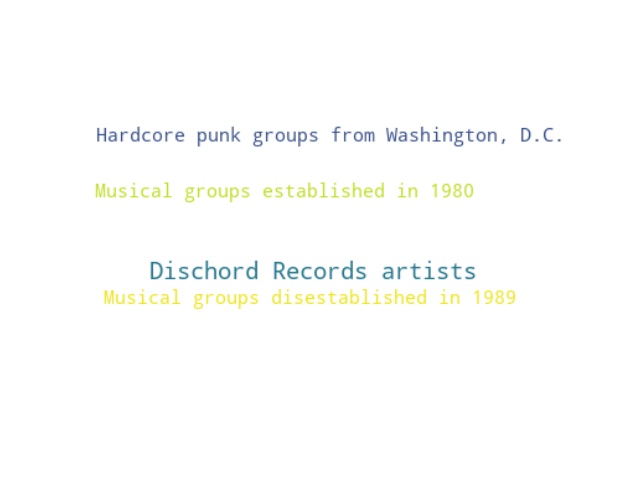 Hardcore punk groups from Washington, D.C.
Musical groups established in 1980
Dischord Records artists
Musical groups disestablished in 1989